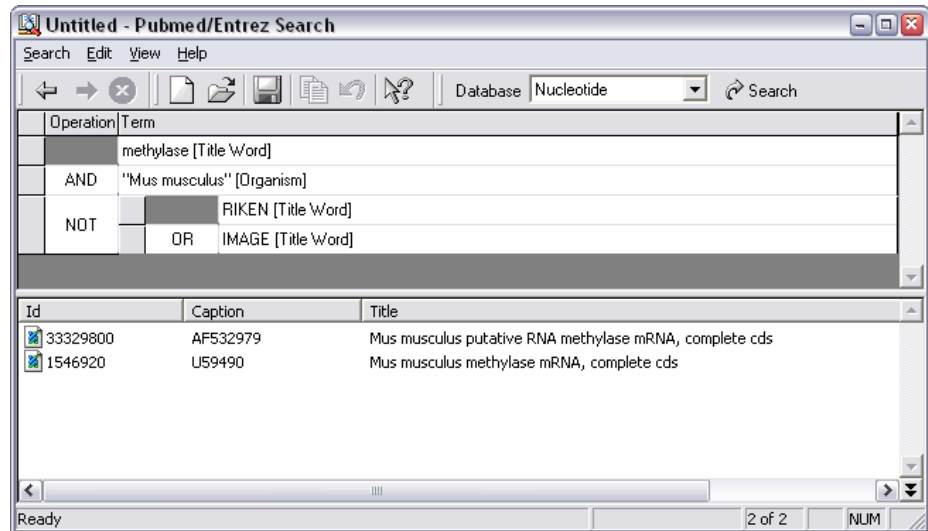 Untitled - Pubmed/Entrez Search
Search Edit View Help
Database Nucleotide Search
Operation Term
methylase [Title Word]
AND "Mus musculus" [Organism]
NOT RIKEN [Title Word]
OR IMAGE [Title Word]
Id Caption Title
33329800 AF532979 Mus musculus putative RNA methylase mRNA, complete cds
1546920 U59490 Mus musculus methylase mRNA, complete cds
Ready 2 of 2 NUM